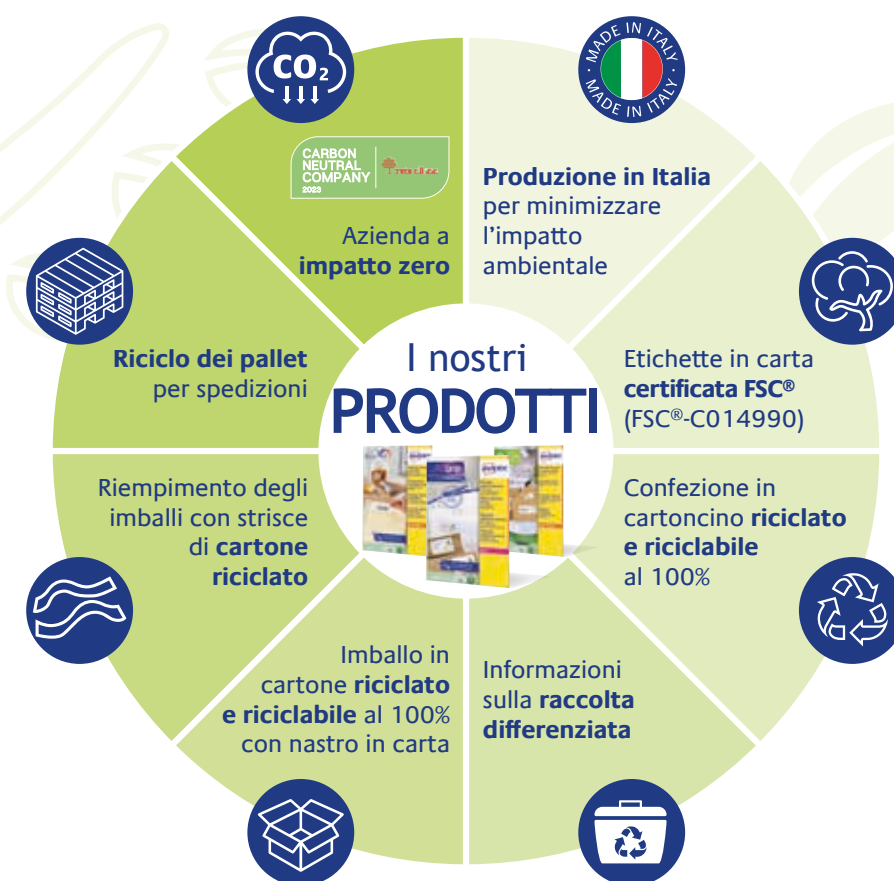 CO₂
MADE IN ITALY
MADE IN ITALY
CARBON
NEUTRAL
COMPANY
2023
Azienda a
impatto zero
Produzione in Italia
per minimizzare
l’impatto
ambientale
Etichette in carta
certificata FSC®
(FSC®-C014990)
Confezione in
cartoncino riciclato
e riciclabile
al 100%
Informazioni
sulla raccolta
differenziata
Imballo in
cartone riciclato
e riciclabile al 100%
con nastro in carta
Riempimento degli
imballi con strisce
di cartone
riciclato
Riciclo dei pallet
per spedizioni
I nostri
PRODOTTI